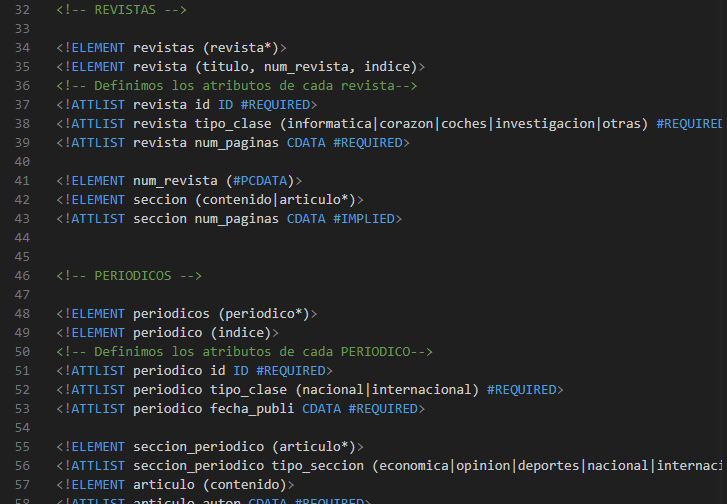 32 <!-- REVISTAS -->
33
34 <!ELEMENT revistas (revista*)>
35 <!ELEMENT revista (titulo, num_revista, indice)>
36 <!-- Definimos los atributos de cada revista-->
37 <!ATTLIST revista id ID #REQUIRED>
38 <!ATTLIST revista tipo_clase (informatica|corazon|coches|investigacion|otras) #REQUIRED
39 <!ATTLIST revista num_paginas CDATA #REQUIRED>
40
41 <!ELEMENT num_revista (#PCDATA)>
42 <!ELEMENT seccion (contenido|articulo*)>
43 <!ATTLIST seccion num_paginas CDATA #IMPLIED>
44
45
46 <!-- PERIODICOS -->
47
48 <!ELEMENT periodicos (periodico*)>
49 <!ELEMENT periodico (indice)>
50 <!-- Definimos los atributos de cada PERIODICO-->
51 <!ATTLIST periodico id ID #REQUIRED>
52 <!ATTLIST periodico tipo_clase (nacional|internacional) #REQUIRED>
53 <!ATTLIST periodico fecha_publi CDATA #REQUIRED>
54
55 <!ELEMENT seccion_periodico (articulo*)>
56 <!ATTLIST seccion_periodico tipo_seccion (economica|opinion|deportes|nacional|internaci
57 <!ELEMENT articulo (contenido)>
58 <!ATTLIST articulo autor CDATA #REQUIRED>